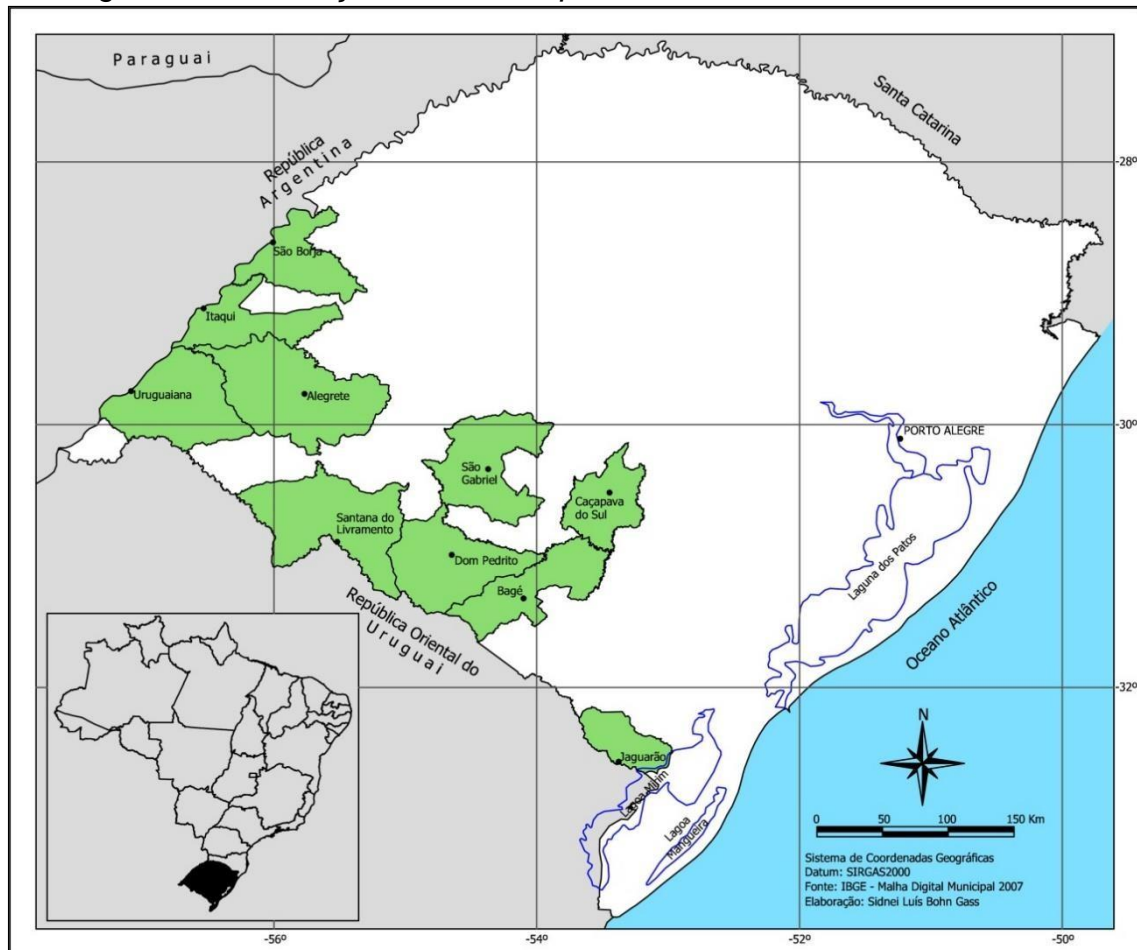 Paraguai
Santa Catarina
República
Argentina
-28º
São Borja
Itaqui
Uruguaiana
Alegrete
-30º
PORTO ALEGRE
São
Gabriel
Caçapava
do Sul
Santana do
Livramento
Dom Pedrito
Bagé
Laguna dos Patos
República Oriental do
Uruguai
Oceano Atlântico
-32º
Jaguarão
Lagoa Mirim
Lagoa
Mangueira
N
0 50 100 150 Km
Sistema de Coordenadas Geográficas
Datum: SIRGAS2000
Fonte: IBGE - Malha Digital Municipal 2007
Elaboração: Sidnei Luís Bohn Gass
-56º -54º -52º -50º